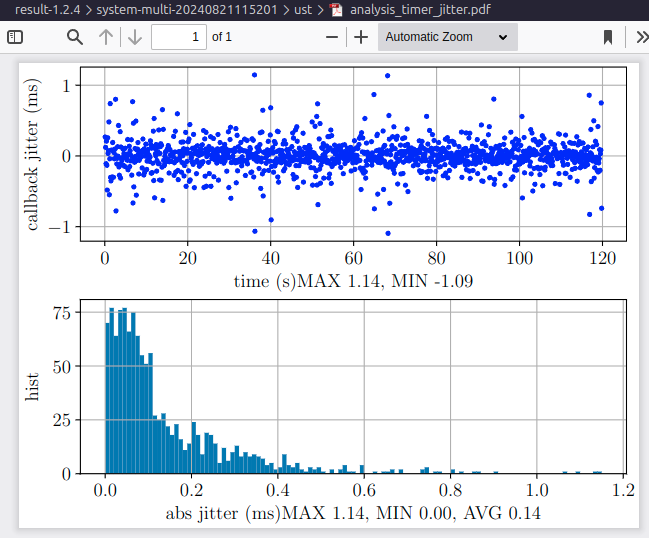 result-1.2.4 > system-multi-20240821115201 > ust > analysis_timer_jitter.pdf
1 of 1 Automatic Zoom
callback jitter (ms)
1
0
−1
0 20 40 60 80 100 120
time (s)MAX 1.14, MIN -1.09
hist
75
50
25
0
0.0 0.2 0.4 0.6 0.8 1.0 1.2
abs jitter (ms)MAX 1.14, MIN 0.00, AVG 0.14